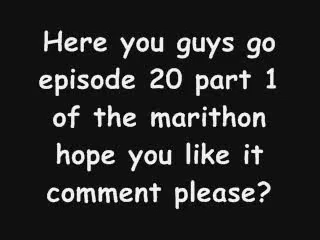 Here you guys go
episode 20 part 1
of the marithon
hope you like it
comment please?